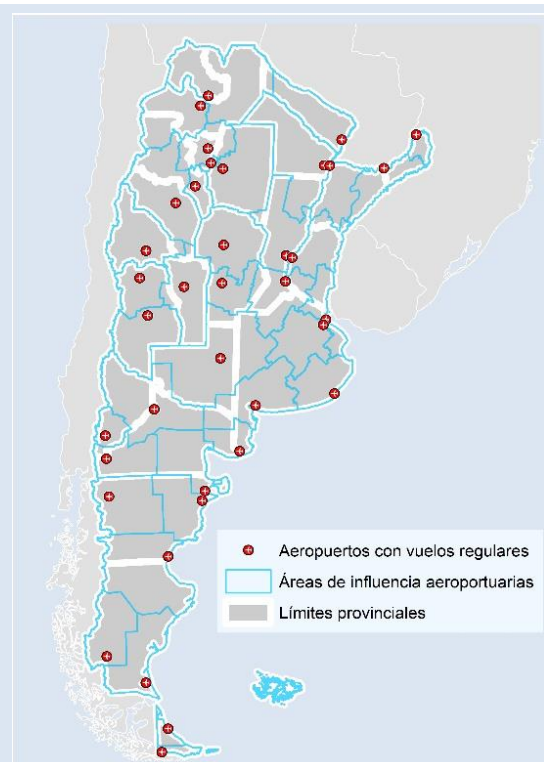 Aeropuertos con vuelos regulares
Áreas de influencia aeroportuarias
Límites provinciales